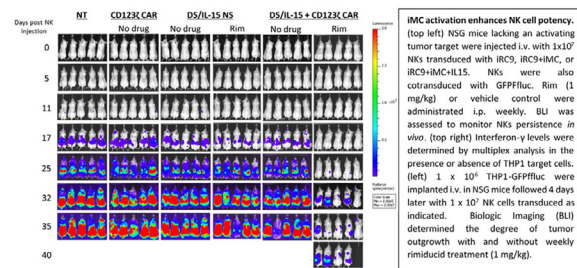 NT CD123ζ CAR DS/IL-15 NS DS/IL-15 + CD123ζ CAR
Days post NK
Injection
No drug No drug Rim No drug Rim
0
5
11
17
25
32
35
40
Luminescence
iMC activation enhances NK cell potency.
(top left) NSG mice lacking an activating
tumor target were injected i.v. with 1x10⁷
NKs transduced with iRC9, iRC9+iMC, or
iRC9+iMC+IL15. NKs were also
cotransduced with GFPFfluc. Rim (1
mg/kg) or vehicle control were
administrated i.p. weekly. BLI was
assessed to monitor NKs persistence in
vivo. (top right) Interferon-γ levels were
determined by multiplex analysis in the
presence or absence of THP1 target cells.
(left) 1 x 10⁶ THP1-GFPffluc were
implanted i.v. in NSG mice followed 4 days
later with 1 x 10⁷ NK cells transduced as
indicated. Biologic Imaging (BLI)
determined the degree of tumor
outgrowth with and without weekly
rimiducid treatment (1 mg/kg).